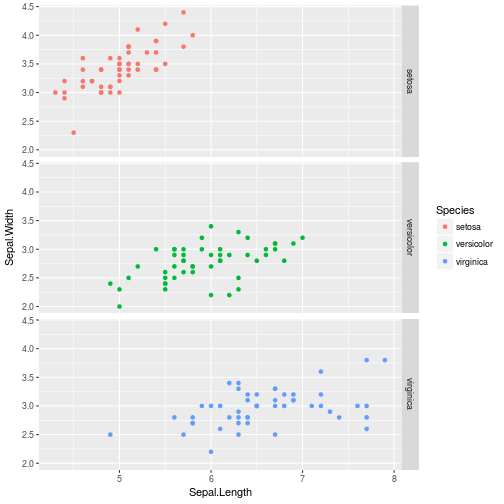 4.5
4.0
3.5
3.0
2.5
2.0
setosa
4.5
4.0
3.5
3.0
2.5
2.0
versicolor
4.5
4.0
3.5
3.0
2.5
2.0
virginica
Sepal.Width
5 6 7 8
Sepal.Length
Species
setosa
versicolor
virginica